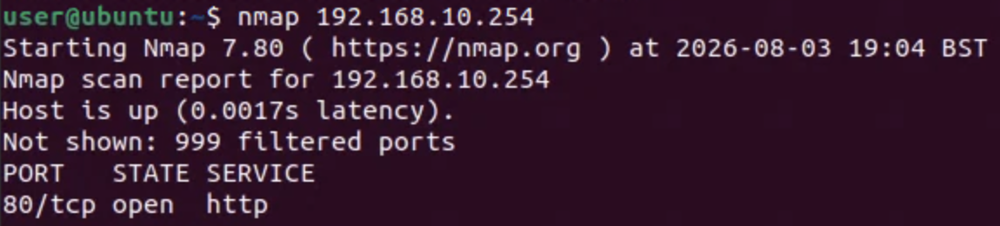 user@ubuntu:~$ nmap 192.168.10.254
Starting Nmap 7.80 ( https://nmap.org ) at 2026-08-03 19:04 BST
Nmap scan report for 192.168.10.254
Host is up (0.0017s latency).
Not shown: 999 filtered ports
PORT   STATE SERVICE
80/tcp open  http